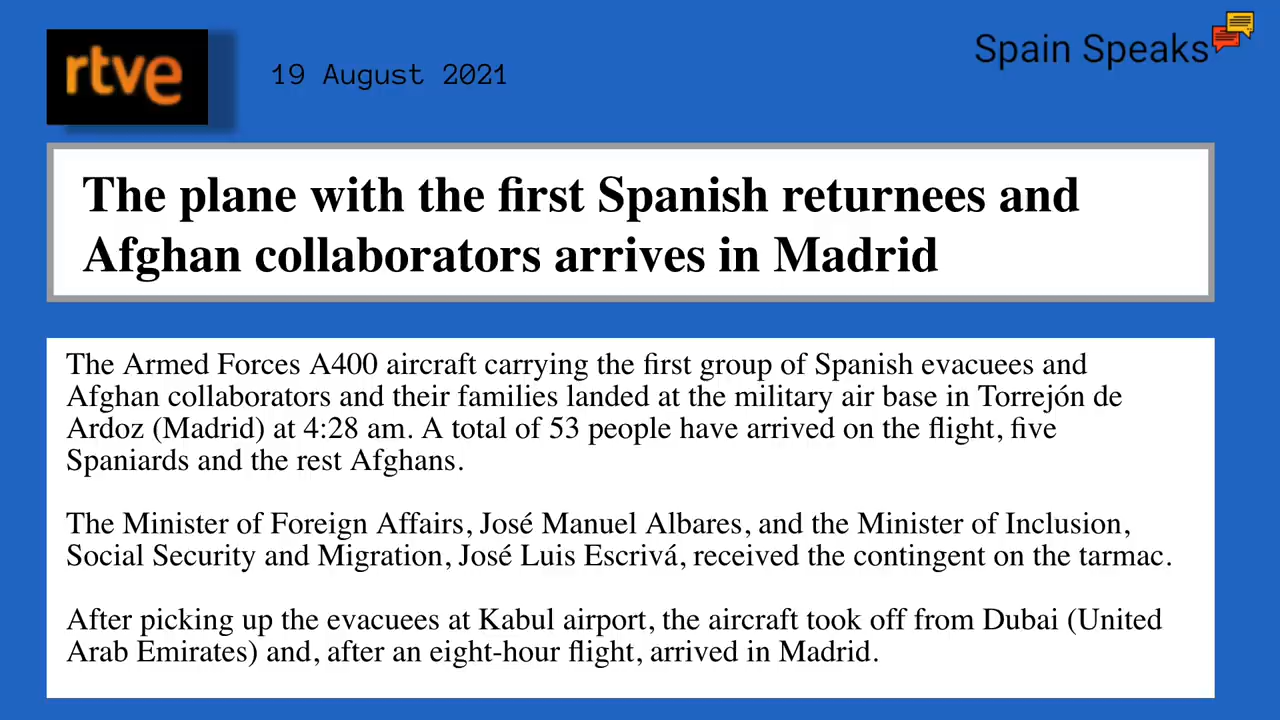 rtve
19 August 2021
Spain Speaks
The plane with the first Spanish returnees and
Afghan collaborators arrives in Madrid
The Armed Forces A400 aircraft carrying the first group of Spanish evacuees and
Afghan collaborators and their families landed at the military air base in Torrejón de
Ardoz (Madrid) at 4:28 am. A total of 53 people have arrived on the flight, five
Spaniards and the rest Afghans.
The Minister of Foreign Affairs, José Manuel Albares, and the Minister of Inclusion,
Social Security and Migration, José Luis Escrivá, received the contingent on the tarmac.
After picking up the evacuees at Kabul airport, the aircraft took off from Dubai (United
Arab Emirates) and, after an eight-hour flight, arrived in Madrid.